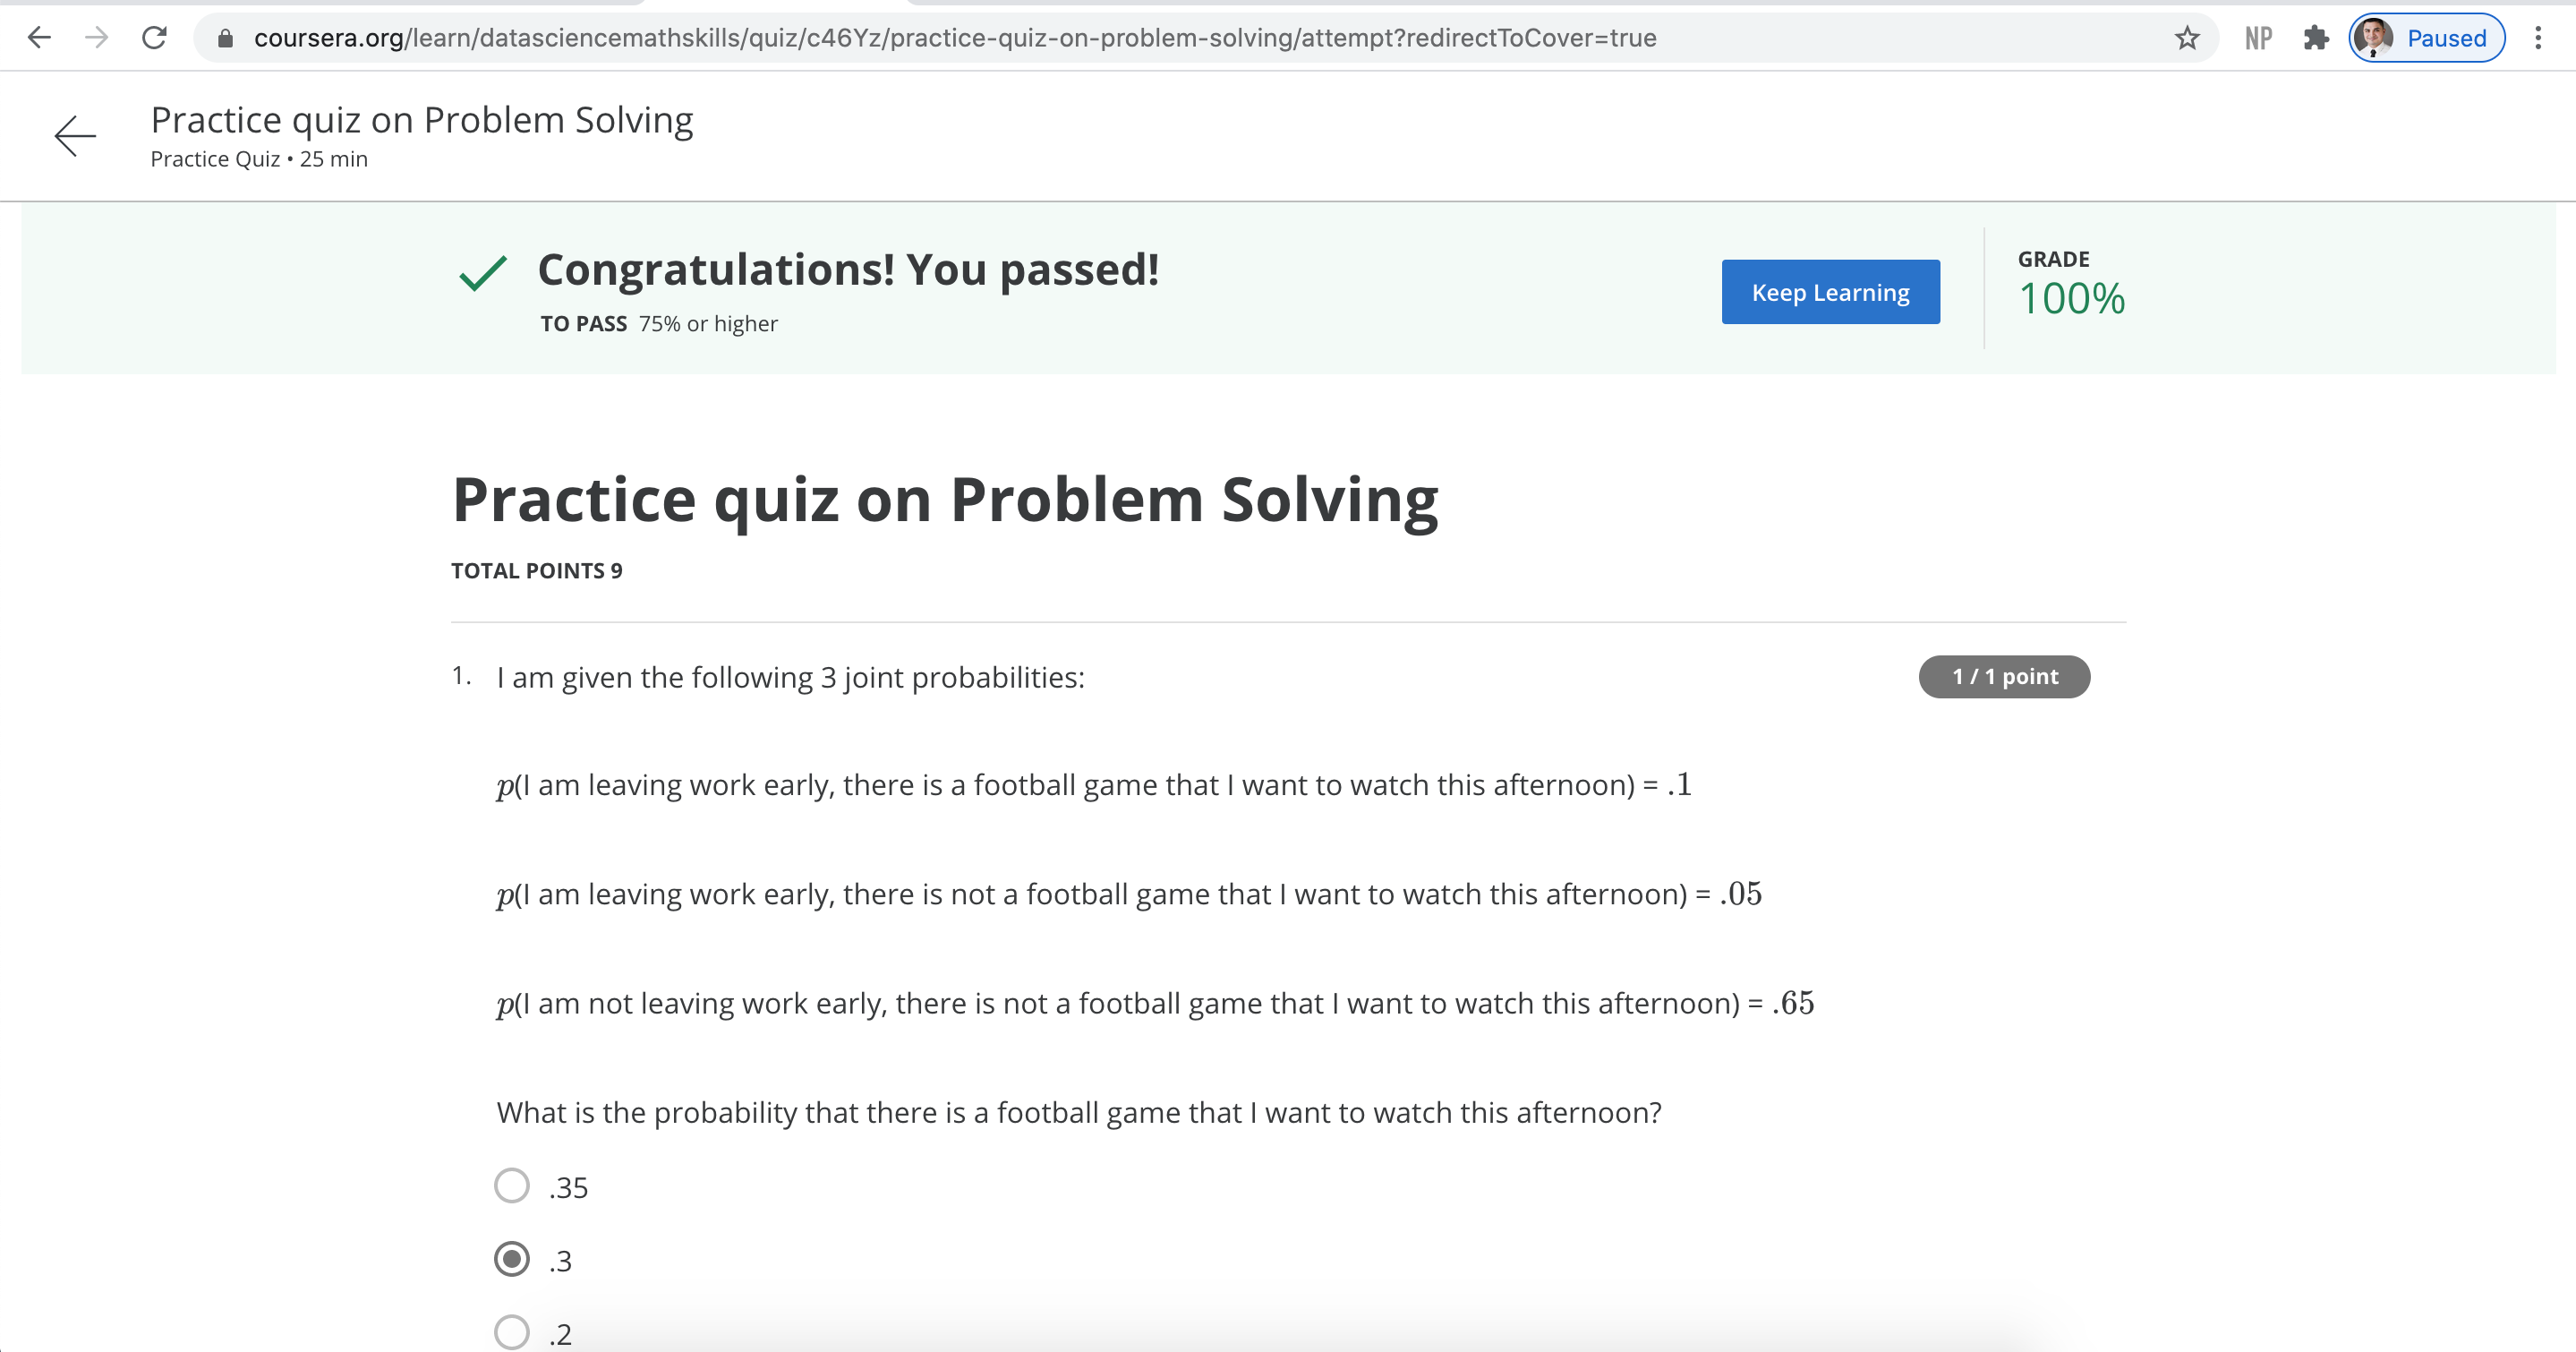 coursera.org/learn/datasciencemathskills/quiz/c46Yz/practice-quiz-on-problem-solving/attempt?redirectToCover=true
NP
Paused
Practice quiz on Problem Solving
Practice Quiz • 25 min
Congratulations! You passed!
TO PASS 75% or higher
Keep Learning
GRADE
100%
Practice quiz on Problem Solving
TOTAL POINTS 9
1. I am given the following 3 joint probabilities:
1 / 1 point
p(I am leaving work early, there is a football game that I want to watch this afternoon) = .1
p(I am leaving work early, there is not a football game that I want to watch this afternoon) = .05
p(I am not leaving work early, there is not a football game that I want to watch this afternoon) = .65
What is the probability that there is a football game that I want to watch this afternoon?
.35
.3
.2